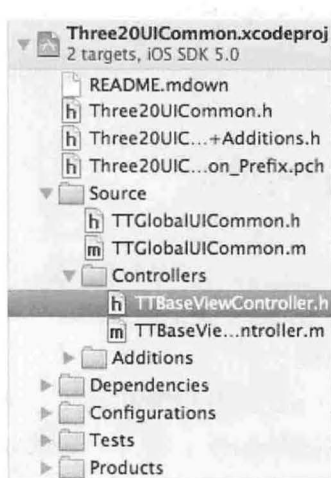 Three20UICommon.xcodeproj
2 targets, iOS SDK 5.0
README.mdown
h Three20UICommon.h
h Three20UIC...+Additions.h
h Three20UIC...on_Prefix.pch
Source
h TTGlobalUICommon.h
m TTGlobalUICommon.m
Controllers
h TTBaseViewController.h
m TTBaseVie...ntroller.m
Additions
Dependencies
Configurations
Tests
Products